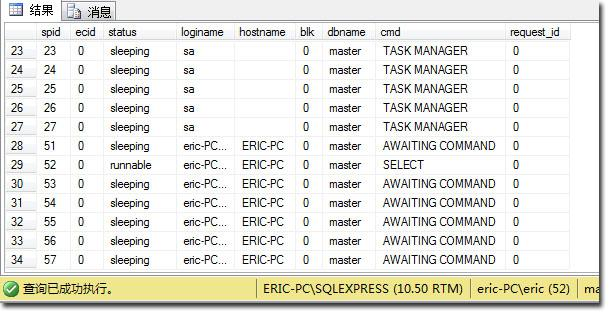 结果 消息
spid ecid status loginame hostname blk dbname cmd request_id
23 23 0 sleeping sa 0 master TASK MANAGER 0
24 24 0 sleeping sa 0 master TASK MANAGER 0
25 25 0 sleeping sa 0 master TASK MANAGER 0
26 26 0 sleeping sa 0 master TASK MANAGER 0
27 27 0 sleeping sa 0 master TASK MANAGER 0
28 51 0 sleeping eric-PC... ERIC-PC 0 master AWAITING COMMAND 0
29 52 0 runnable eric-PC... ERIC-PC 0 master SELECT 0
30 53 0 sleeping eric-PC... ERIC-PC 0 master AWAITING COMMAND 0
31 54 0 sleeping eric-PC... ERIC-PC 0 master AWAITING COMMAND 0
32 55 0 sleeping eric-PC... ERIC-PC 0 master AWAITING COMMAND 0
33 56 0 sleeping eric-PC... ERIC-PC 0 master AWAITING COMMAND 0
34 57 0 sleeping eric-PC... ERIC-PC 0 master AWAITING COMMAND 0
查询已成功执行。 ERIC-PC\SQLEXPRESS (10.50 RTM) eric-PC\eric (52) ma